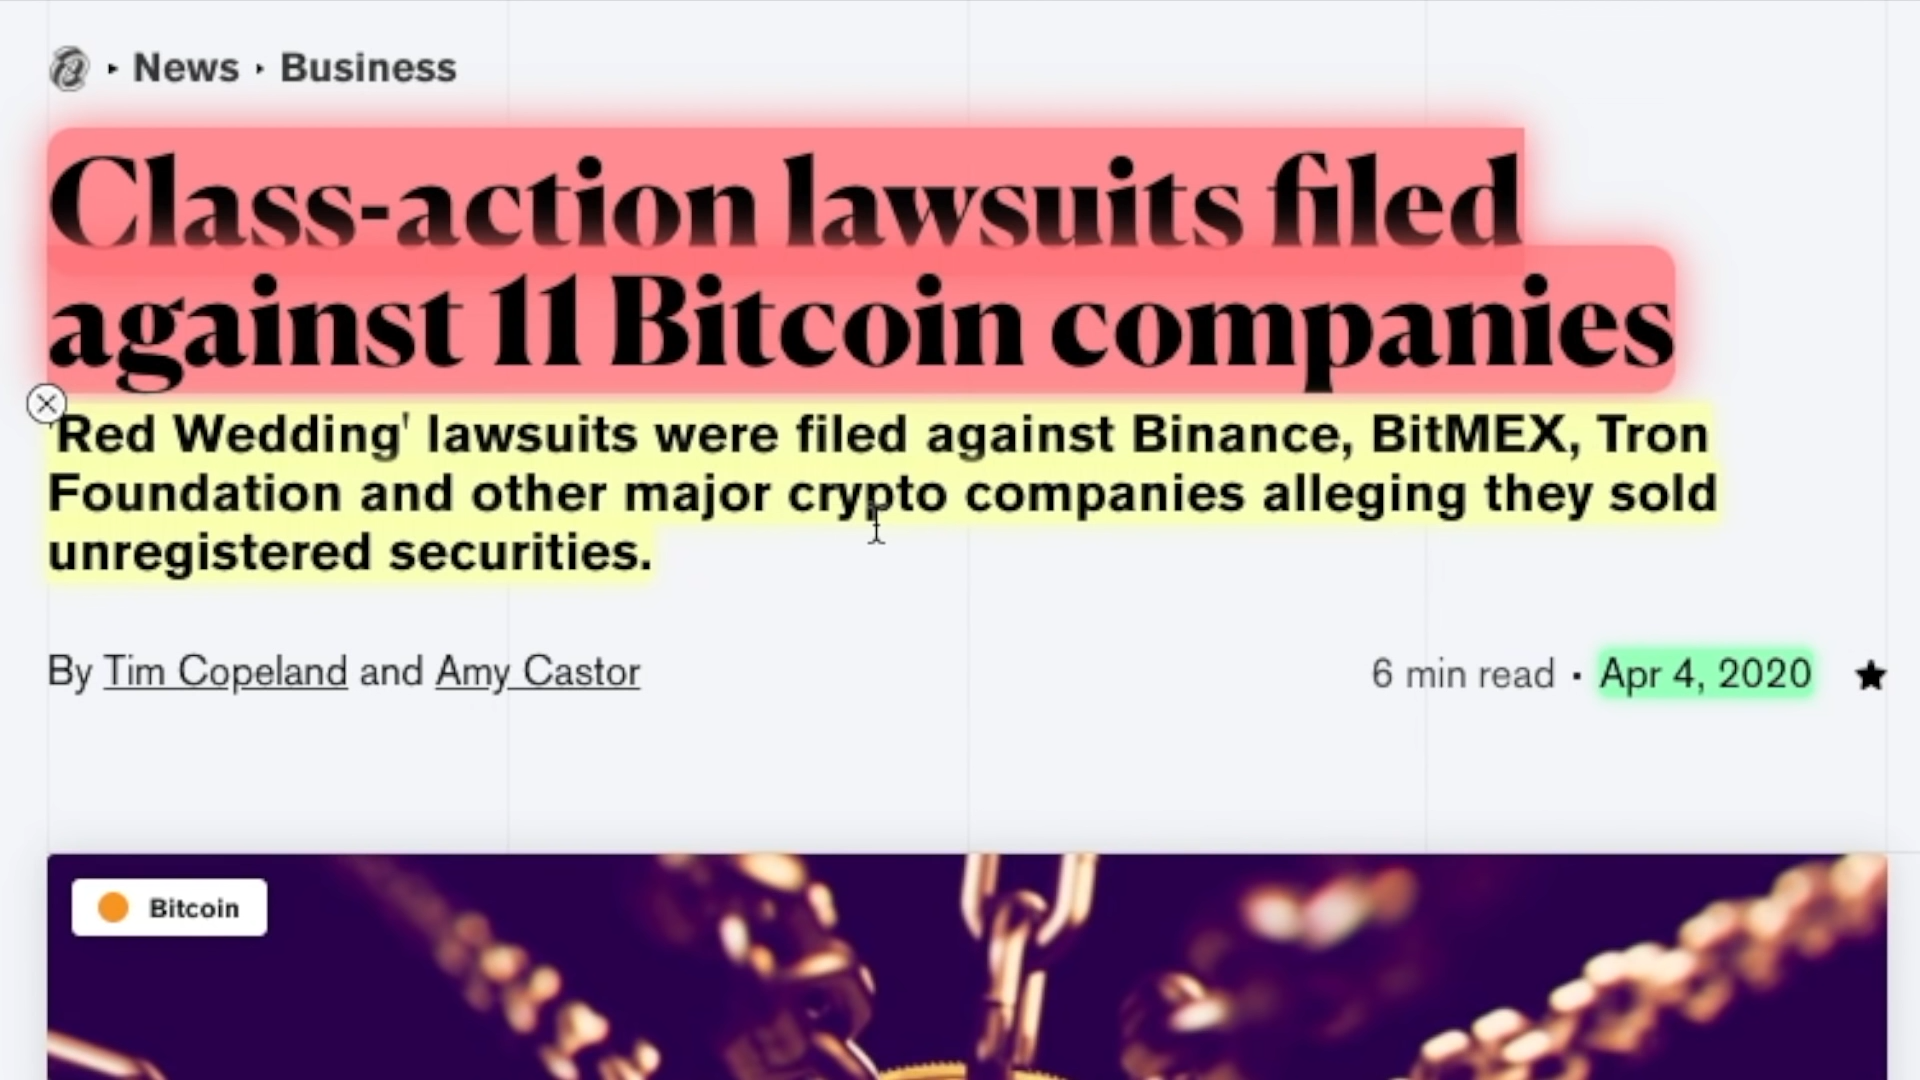 News ‣ Business
Class-action lawsuits filed
against 11 Bitcoin companies
'Red Wedding' lawsuits were filed against Binance, BitMEX, Tron
Foundation and other major crypto companies alleging they sold
unregistered securities.
By Tim Copeland and Amy Castor
6 min read • Apr 4, 2020
Bitcoin